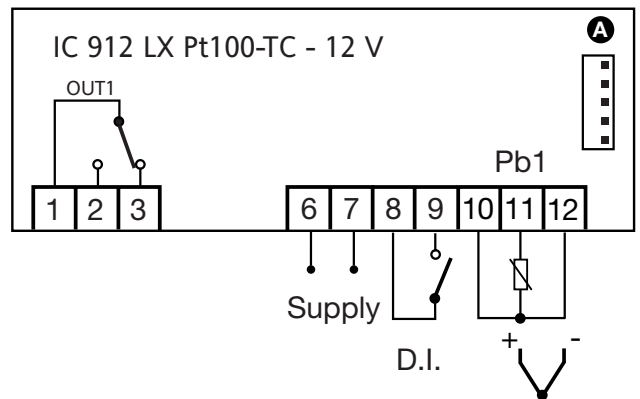 A
IC 912 LX Pt100-TC - 12 V
OUT1
Pb1
1 2 3 6 7 8 9 10 11 12
Supply
D.I.
+ -